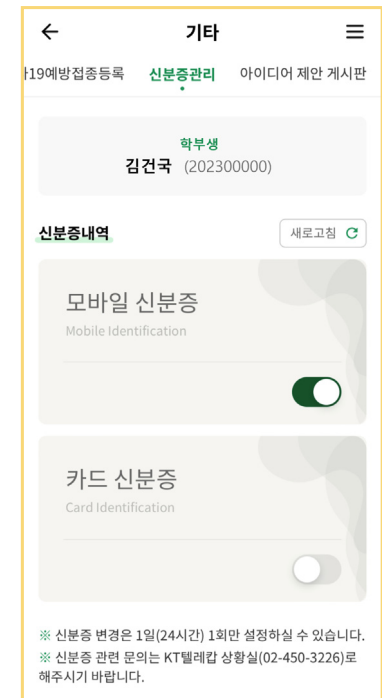 기타
19예방접종등록 신분증관리 아이디어 제안 게시판
학부생
김건국 (202300000)
신분증내역 새로고침
모바일 신분증
Mobile Identification
카드 신분증
Card Identification
※ 신분증 변경은 1일(24시간) 1회만 설정하실 수 있습니다.
※ 신분증 관련 문의는 KT텔레캅 상황실(02-450-3226)로
해주시기 바랍니다.